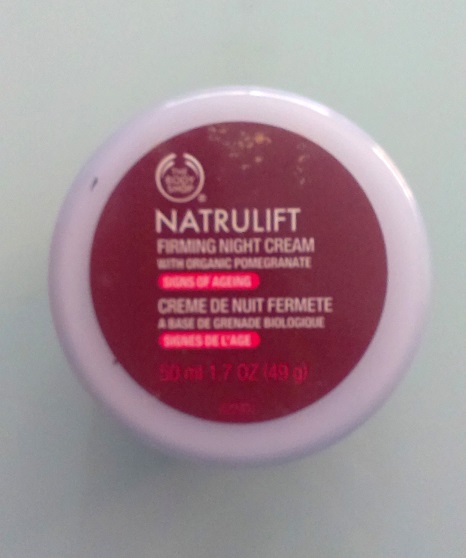 THE
BODY
SHOP
NATRULIFT
FIRMING NIGHT CREAM
WITH ORGANIC POMEGRANATE
SIGNS OF AGEING
CREME DE NUIT FERMETE
A BASE DE GRENADE BIOLOGIQUE
SIGNES DE L'AGE
50 ml 1.7 OZ (49 g)